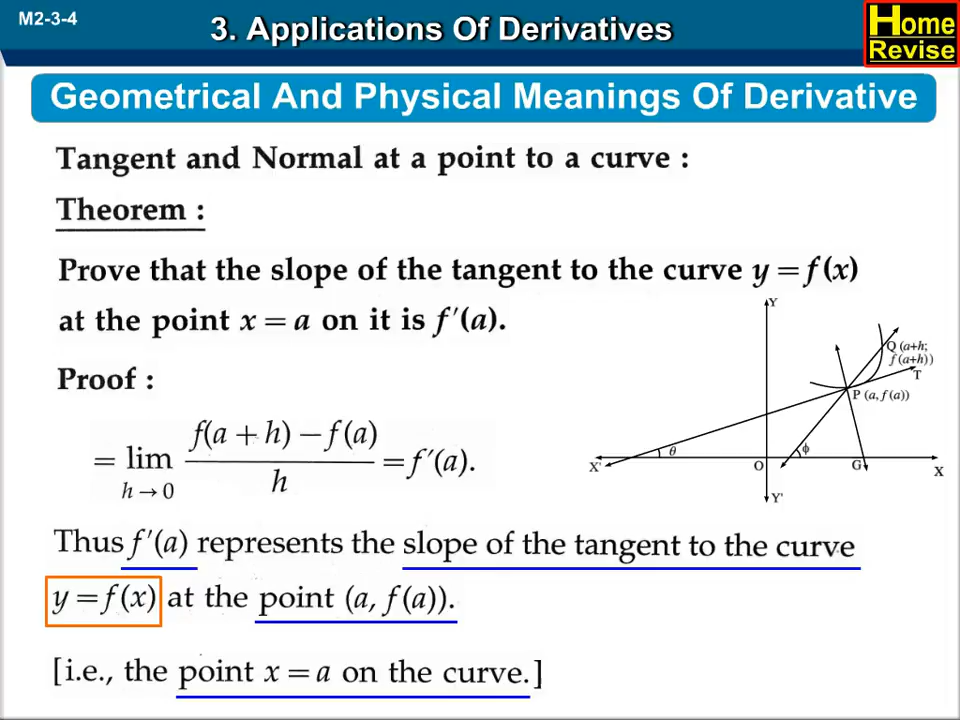 M2-3-4
3. Applications Of Derivatives
Home
Revise
Geometrical And Physical Meanings Of Derivative
Tangent and Normal at a point to a curve :
Theorem :
Prove that the slope of the tangent to the curve y = f(x)
at the point x = a on it is f'(a).
Proof :
= lim h→0 f(a + h) – f(a) / h = f'(a).
Y
Q (a+h;
f(a+h))
T
P (a, f(a))
θ
ϕ
X'
O
G
X
Y'
Thus f'(a) represents the slope of the tangent to the curve
y = f(x) at the point (a, f(a)).
[i.e., the point x = a on the curve.]